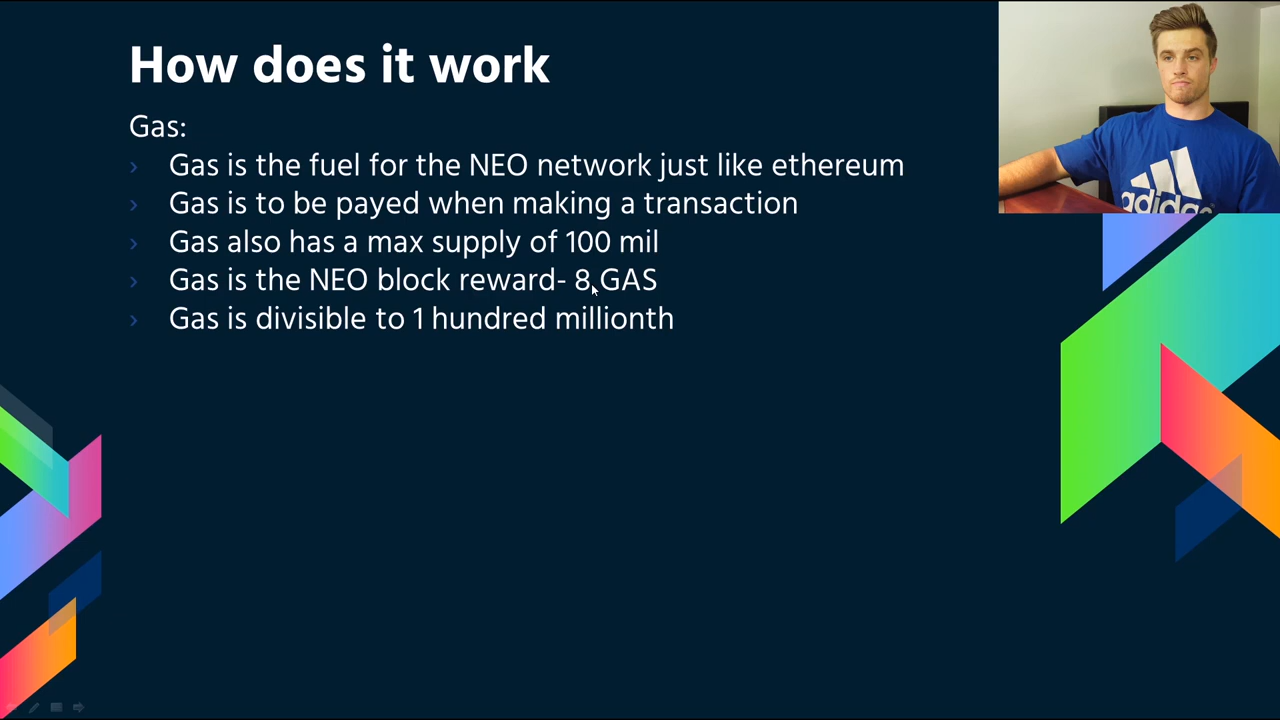 How does it work
Gas:
Gas is the fuel for the NEO network just like ethereum
Gas is to be payed when making a transaction
Gas also has a max supply of 100 mil
Gas is the NEO block reward- 8 GAS
Gas is divisible to 1 hundred millionth
adidas